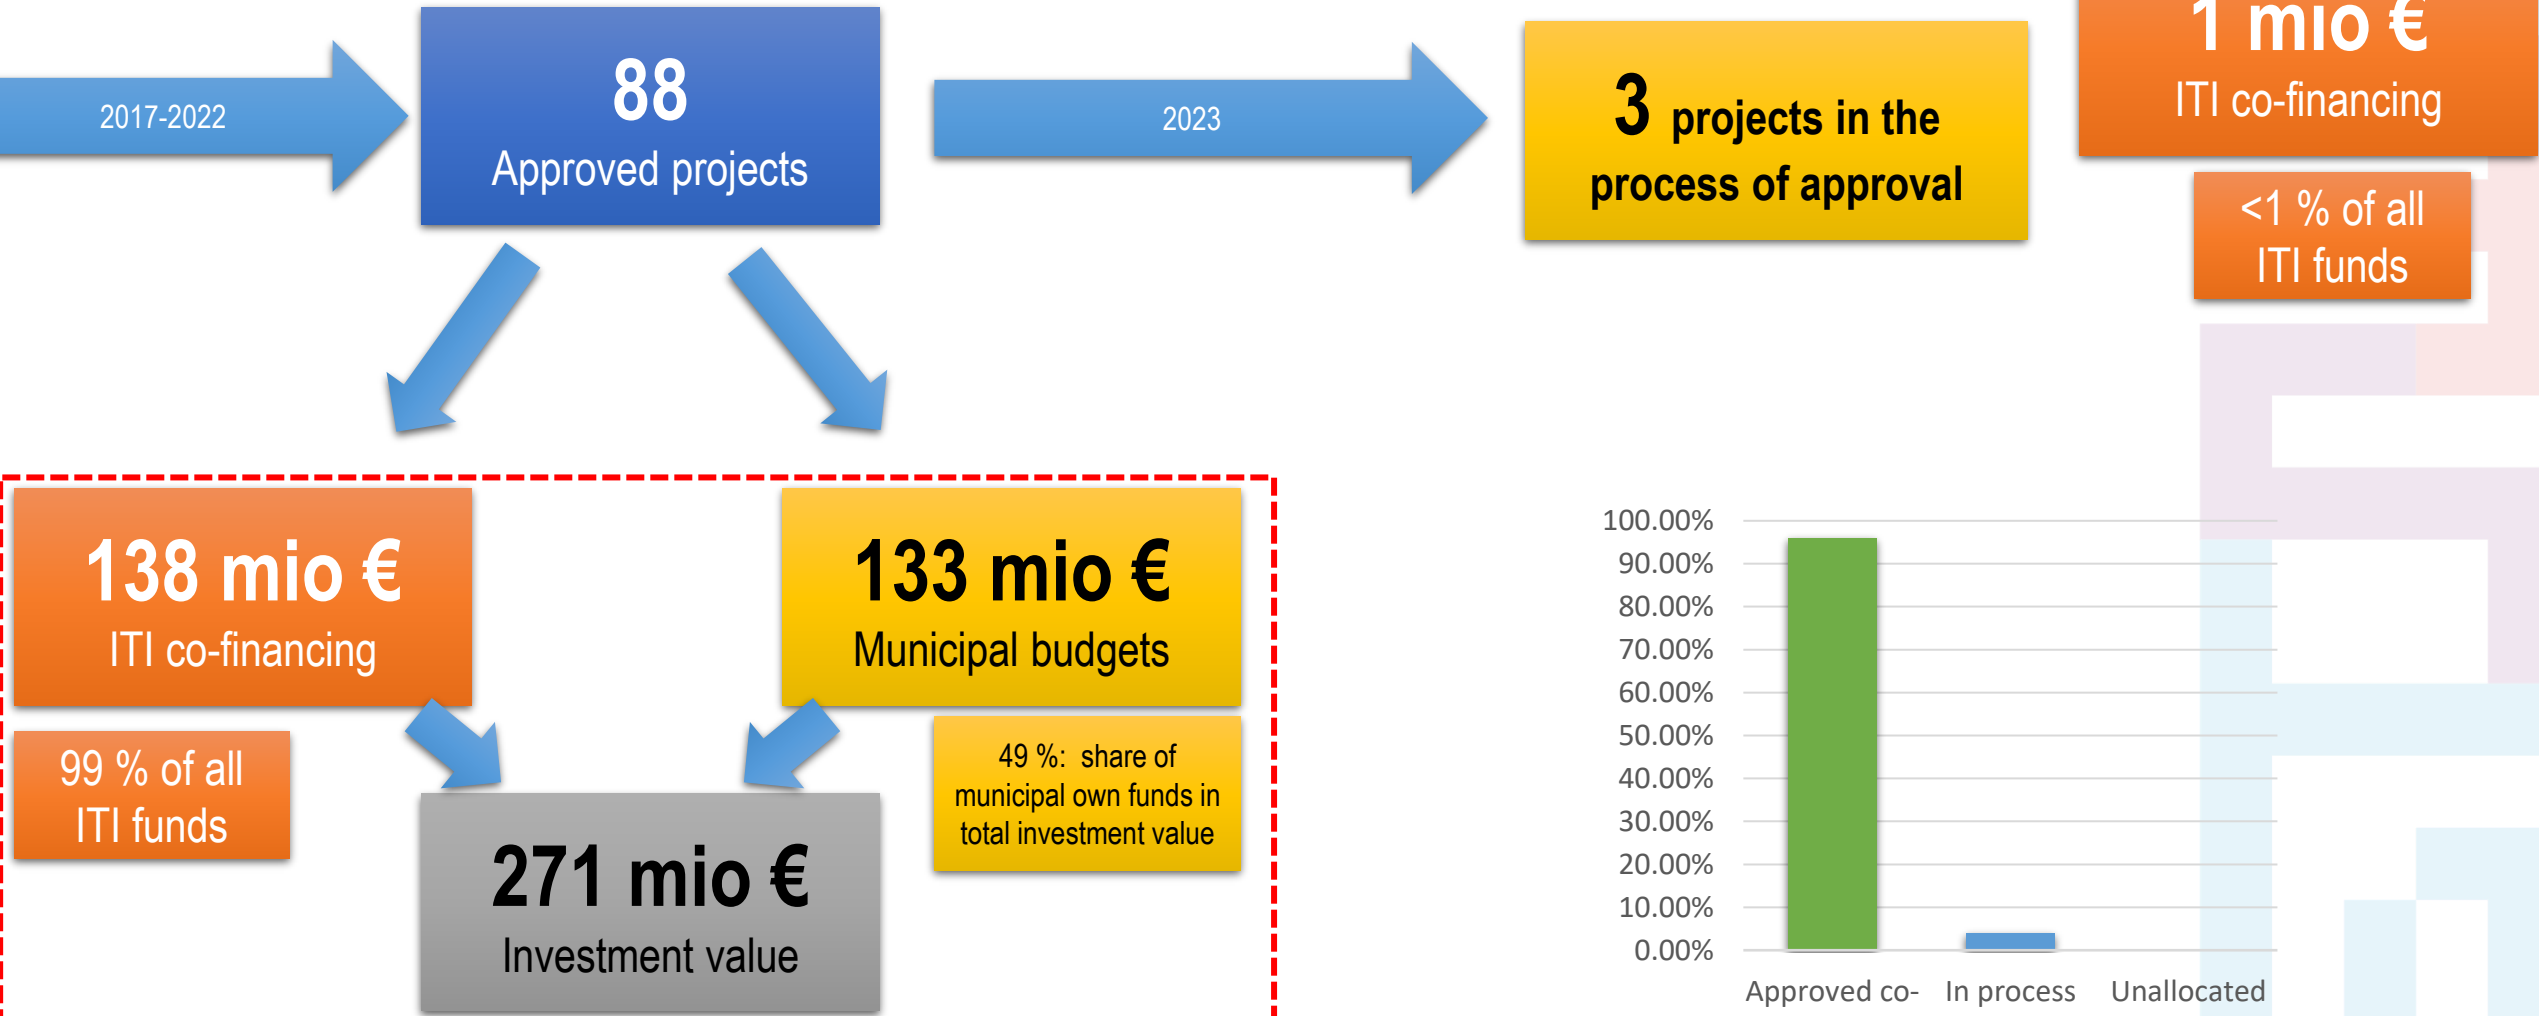 2017-2022
88
Approved projects
2023
3 projects in the
process of approval
1 mio €
ITI co-financing
<1 % of all
ITI funds
138 mio €
ITI co-financing
99 % of all
ITI funds
133 mio €
Municipal budgets
49 %: share of
municipal own funds in
total investment value
271 mio €
Investment value
100.00%
90.00%
80.00%
70.00%
60.00%
50.00%
40.00%
30.00%
20.00%
10.00%
0.00%
Approved co-
In process
Unallocated